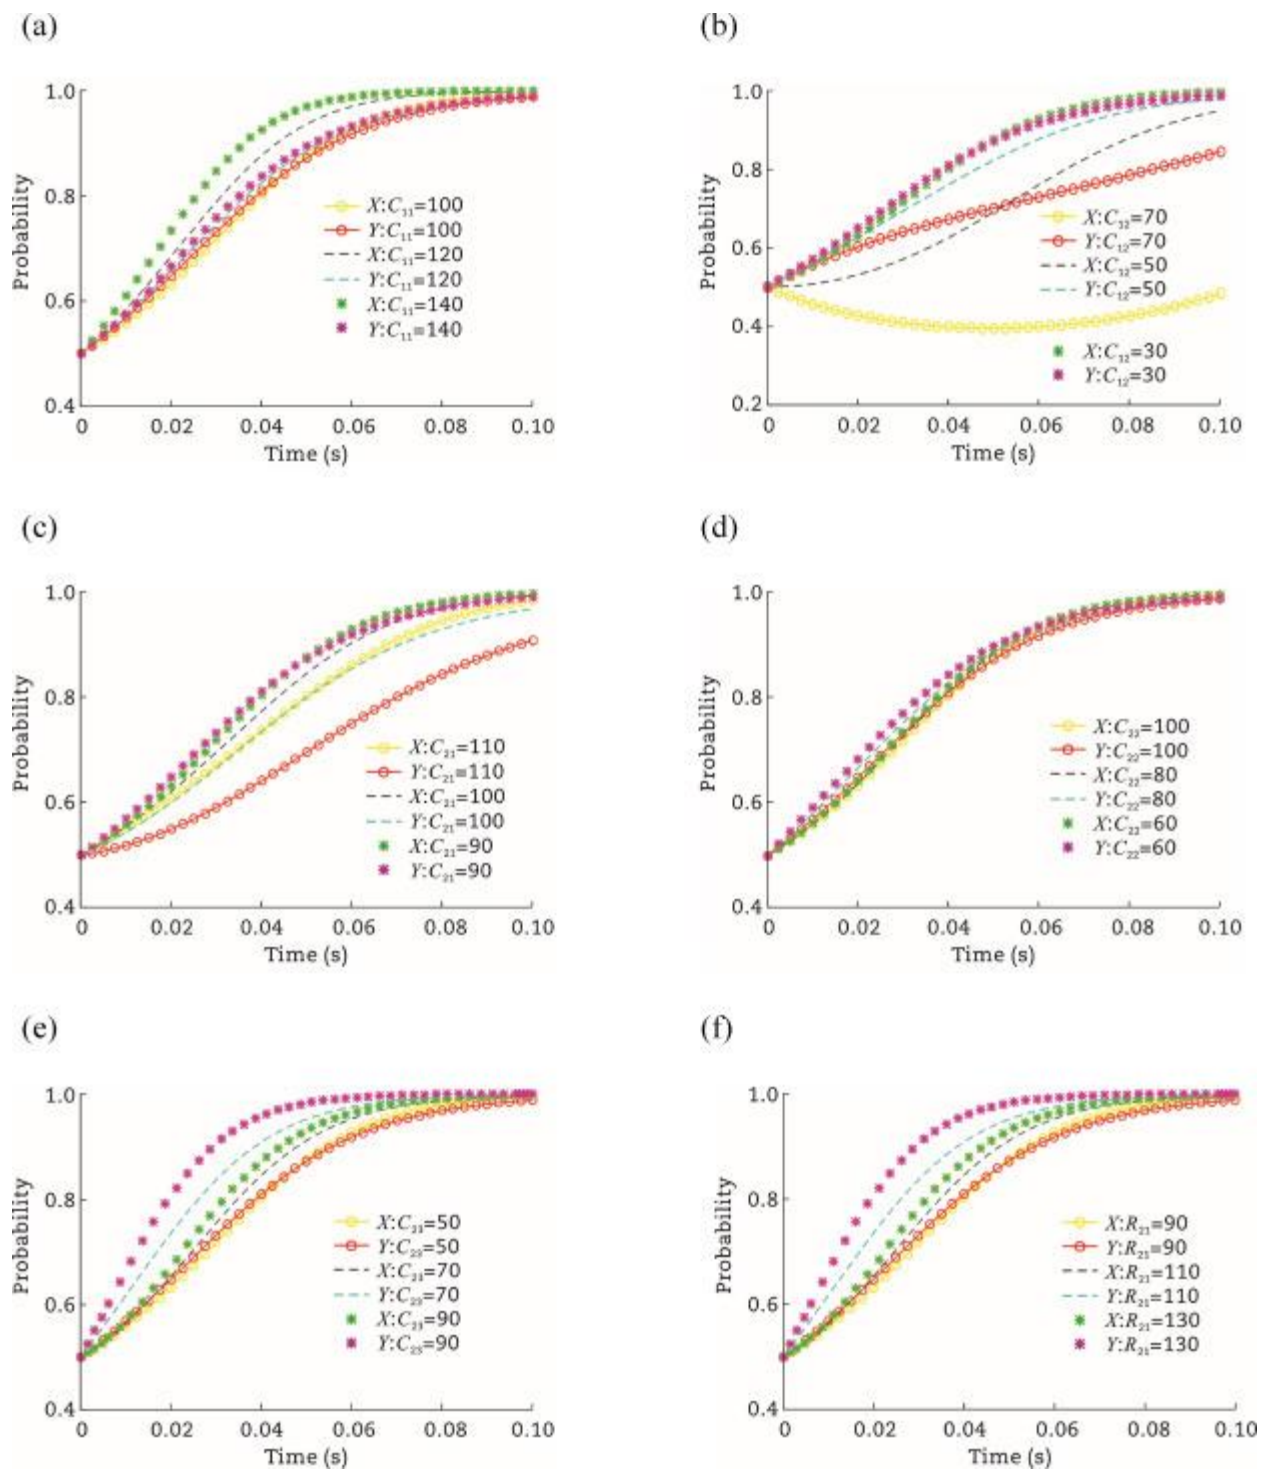 (a)
1.0
0.8
0.6
0.4
Probability
X:C₁₁=100
Y:C₁₁=100
X:C₁₁=120
Y:C₁₁=120
X:C₁₁=140
Y:C₁₁=140
0 0.02 0.04 0.06 0.08 0.10
Time (s)
(b)
1.0
0.8
0.6
0.4
0.2
Probability
X:C₁₂=70
Y:C₁₂=70
X:C₁₂=50
Y:C₁₂=50
X:C₁₂=30
Y:C₁₂=30
0 0.02 0.04 0.06 0.08 0.10
Time (s)
(c)
1.0
0.8
0.6
0.4
Probability
X:C₂₁=110
Y:C₂₁=110
X:C₂₁=100
Y:C₂₁=100
X:C₂₁=90
Y:C₂₁=90
0 0.02 0.04 0.06 0.08 0.10
Time (s)
(d)
1.0
0.8
0.6
0.4
Probability
X:C₂₂=100
Y:C₂₂=100
X:C₂₂=80
Y:C₂₂=80
X:C₂₂=60
Y:C₂₂=60
0 0.02 0.04 0.06 0.08 0.10
Time (s)
(e)
1.0
0.8
0.6
0.4
Probability
X:C₂₃=50
Y:C₂₃=50
X:C₂₃=70
Y:C₂₃=70
X:C₂₃=90
Y:C₂₃=90
0 0.02 0.04 0.06 0.08 0.10
Time (s)
(f)
1.0
0.8
0.6
0.4
Probability
X:R₂₁=90
Y:R₂₁=90
X:R₂₁=110
Y:R₂₁=110
X:R₂₁=130
Y:R₂₁=130
0 0.02 0.04 0.06 0.08 0.10
Time (s)